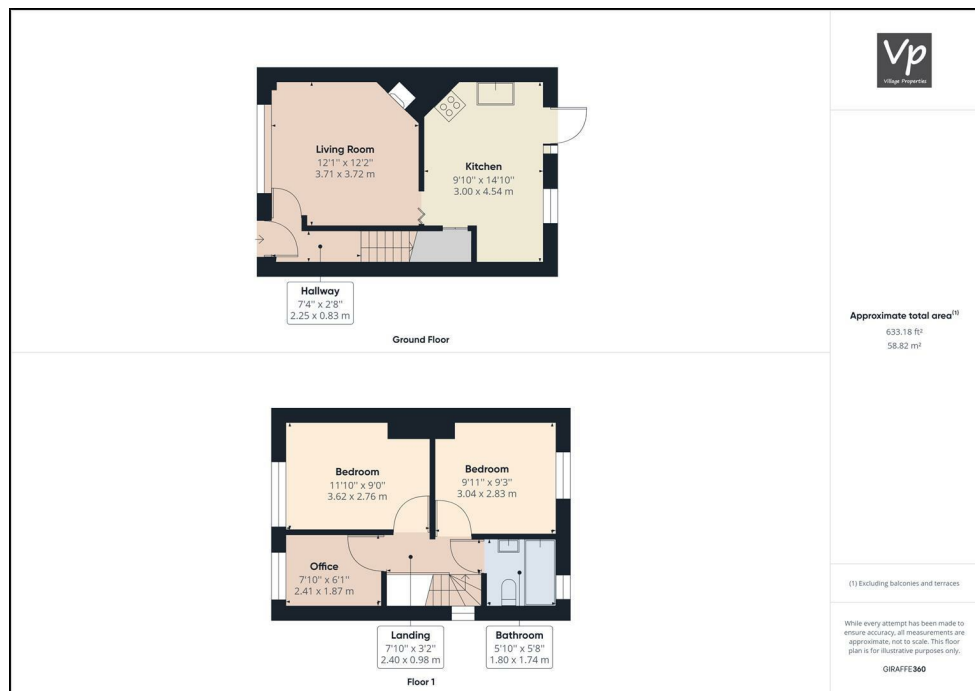 Living Room
12'1" x 12'2"
3.71 x 3.72 m
Kitchen
9'10" x 14'10"
3.00 x 4.54 m
Hallway
7'4" x 2'8"
2.25 x 0.83 m
Ground Floor
Bedroom
11'10" x 9'0"
3.62 x 2.76 m
Bedroom
9'11" x 9'3"
3.04 x 2.83 m
Office
7'10" x 6'1"
2.41 x 1.87 m
Landing
7'10" x 3'2"
2.40 x 0.98 m
Bathroom
5'10" x 5'8"
1.80 x 1.74 m
Floor 1
Vp
Village Properties
Approximate total area⁽¹⁾
633.18 ft²
58.82 m²
(1) Excluding balconies and terraces
While every attempt has been made to
ensure accuracy, all measurements are
approximate, not to scale. This floor
plan is for illustrative purposes only.
GIRAFFE360